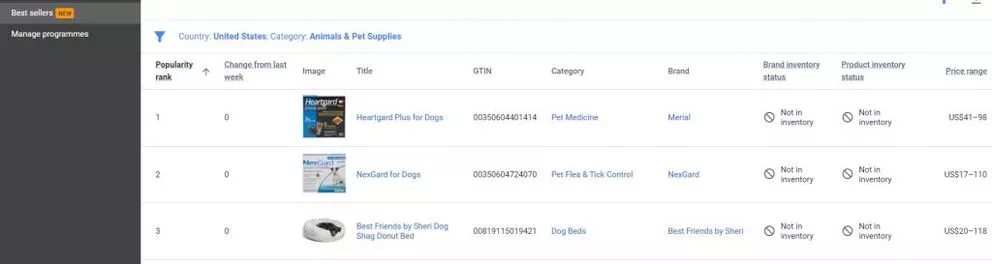 Best sellers NEW
Manage programmes
Country: United States; Category: Animals & Pet Supplies
Popularity rank Change from last week Image Title GTIN Category Brand Brand inventory status Product inventory status Price range
1 0 Heartgard Heartgard Plus for Dogs 00350604401414 Pet Medicine Merial Not in inventory Not in inventory US$41–98
2 0 NexGard NexGard for Dogs 00350604724070 Pet Flea & Tick Control NexGard Not in inventory Not in inventory US$17–110
3 0 Best Friends by Sheri Dog Shag Donut Bed 00819115019421 Dog Beds Best Friends by Sheri Not in inventory Not in inventory US$20–118